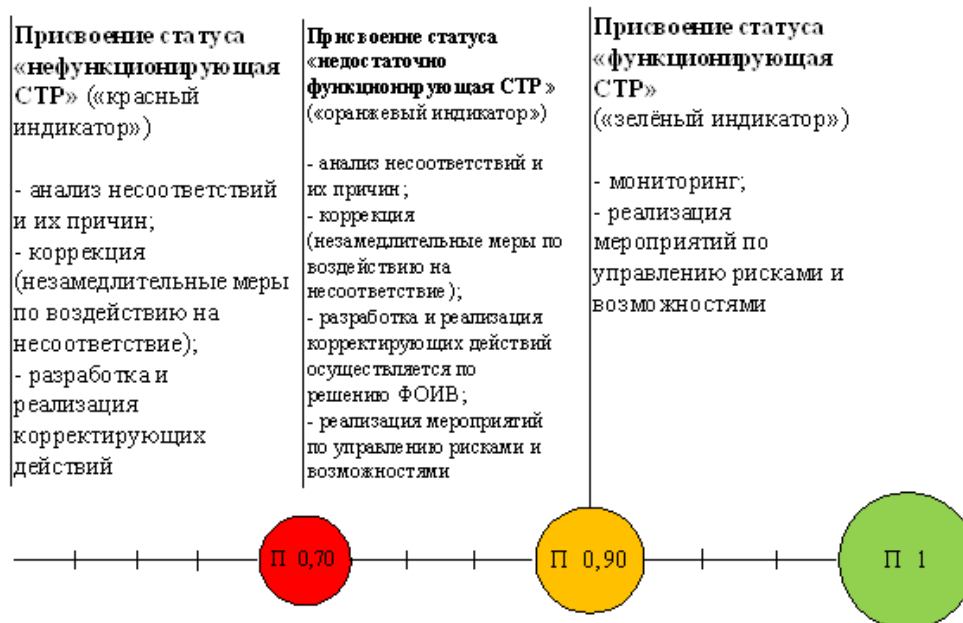 Присвоение статуса
«нефункционирующая
СТР» («красный
индикатор»)
- анализ несоответствий
и их причин;
- коррекция
(незамедлительные меры
по воздействию на
несоответствие);
- разработка и
реализация
корректирующих
действий
Присвоение статуса
«недостаточно
функционирующая СТР»
(«оранжевый индикатор»)
- анализ несоответствий и
их причин;
- коррекция
(незамедлительные меры по
воздействию на
несоответствие);
- разработка и реализация
корректирующих действий
осуществляется по
решению ФОИВ;
- реализация мероприятий
по управлению рисками и
возможностями
Присвоение статуса
«функционирующая
СТР»
(«зелёный индикатор»)
- мониторинг;
- реализация
мероприятий по
управлению рисками и
возможностями
П 0,70
П 0,90
П 1